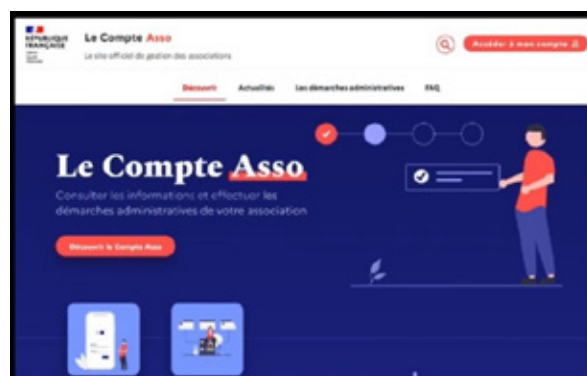 RÉPUBLIQUE
FRANÇAISE
Le Compte Asso
Le site officiel de gestion des associations
Accéder à mon compte
Découvrir Actualités Les démarches administratives FAQ
Le Compte Asso
Consulter les informations et effectuer les
démarches administratives de votre association
Découvrir le Compte Asso